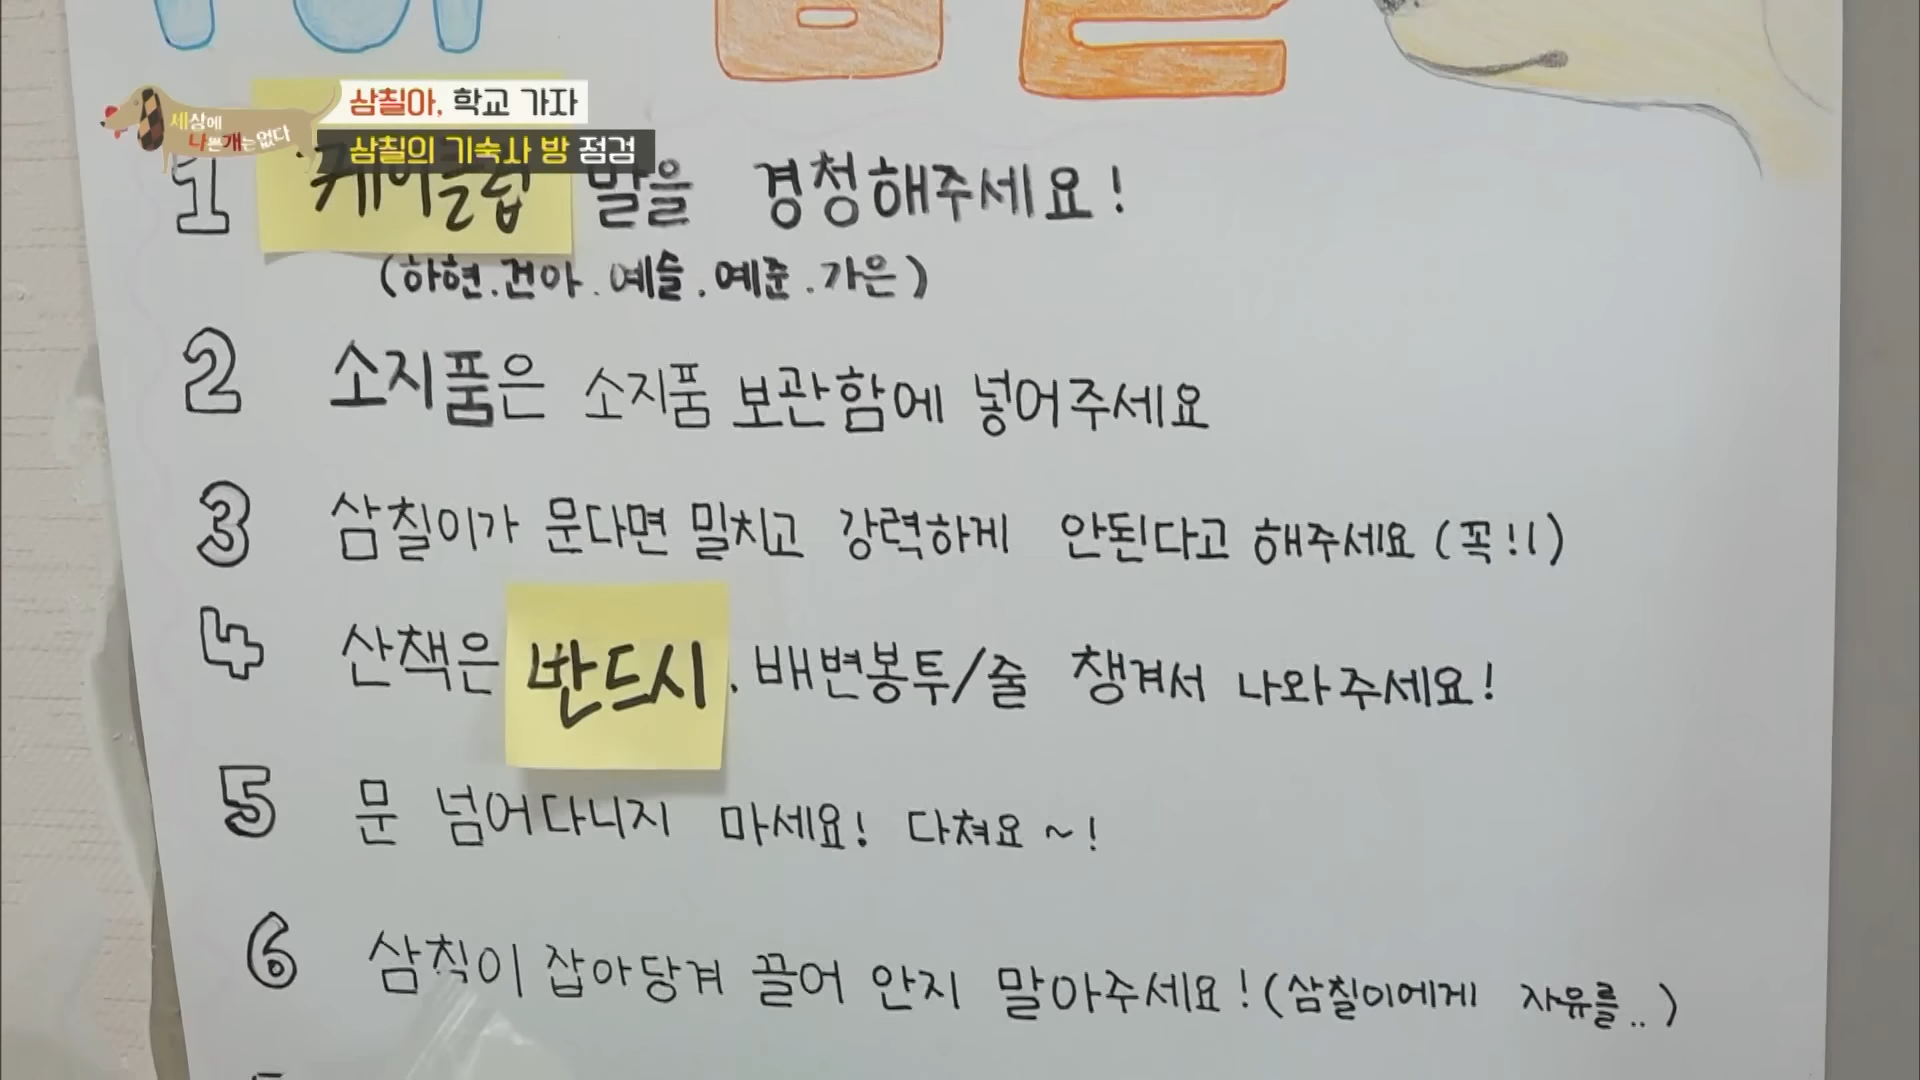 세상에
나쁜개는없다
삼칠아, 학교 가자
삼칠의 기숙사 방 점검
1 케어클럽 말을 경청해주세요!
(하현.건아.예슬.예준.가은)
2 소지품은 소지품 보관함에 넣어주세요
3 삼칠이가 문다면 밀치고 강력하게 안된다고 해주세요 (꼭!!)
4 산책은 반드시. 배변봉투/줄 챙겨서 나와주세요!
5 문 넘어다니지 마세요! 다쳐요~!
6 삼칙이 잡아당겨 끌어 안지 말아주세요! (삼칠이에게 자유를..)